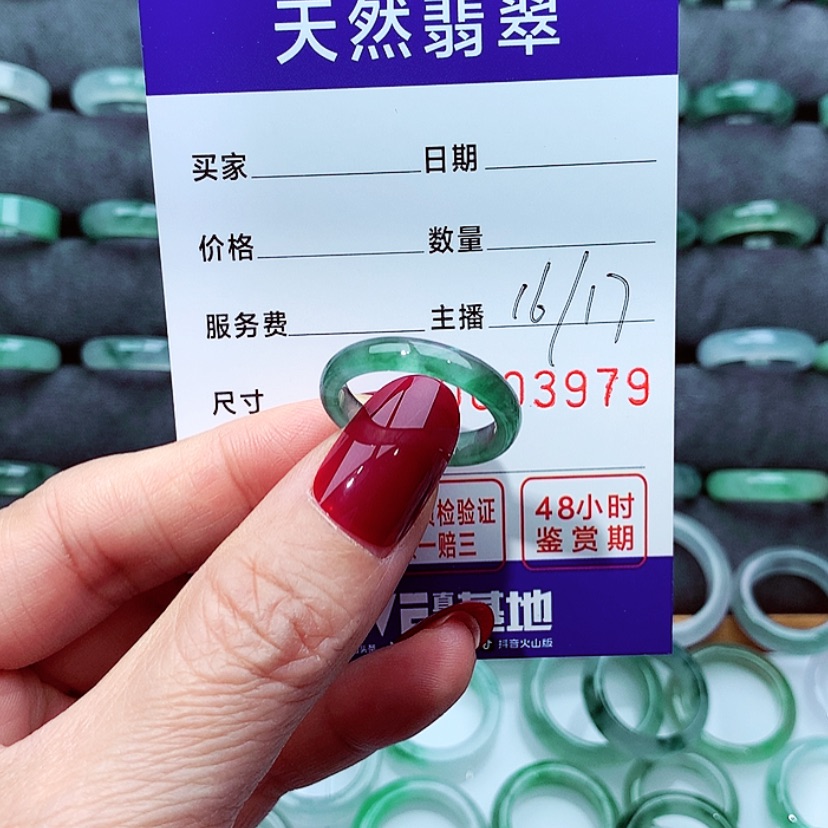 天然翡翠
买家 日期
价格 数量
服务费 主播 16/17
尺寸 03979
检验证 48小时
一赔三 鉴赏期
基地
抖音火山版